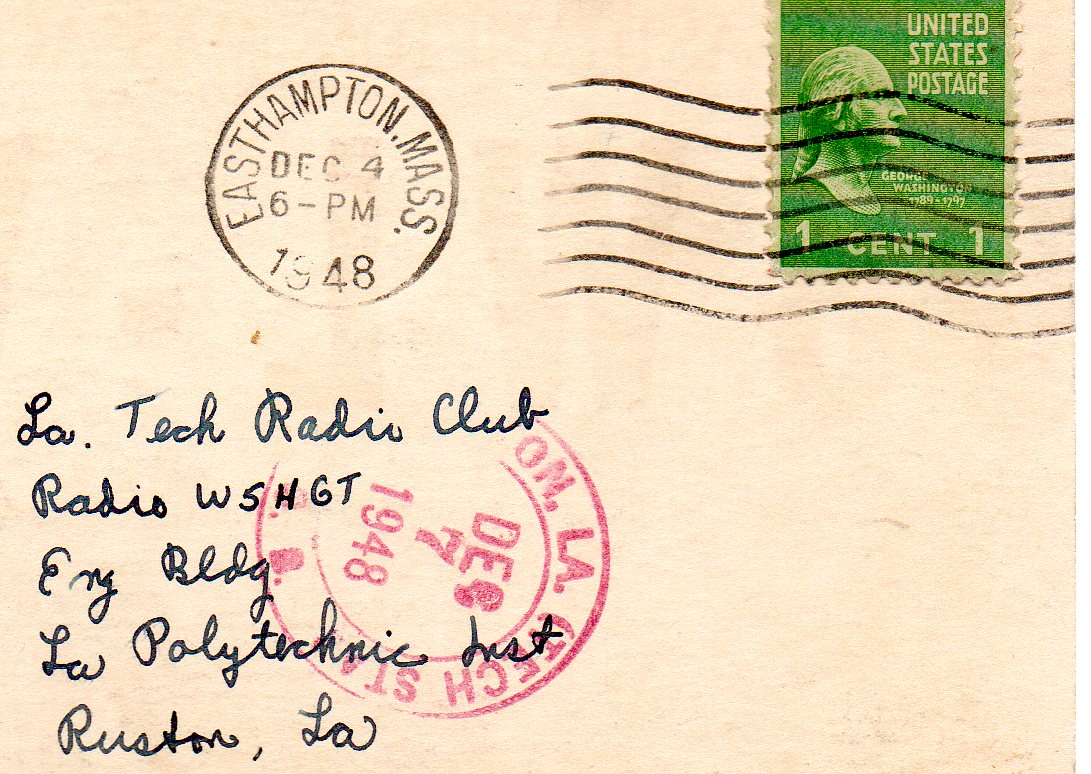 UNITED
STATES
POSTAGE
GEORGE
WASHINGTON
1789-1797
1 CENT 1
EASTHAMPTON, MASS.
DEC 4
6-PM
1948
La. Tech Radio Club
Radio W5HGT
Eng Bldg
La Polytechnic Inst
Ruston, La
ON, LA. (TECH STA.
DEC
7
1948